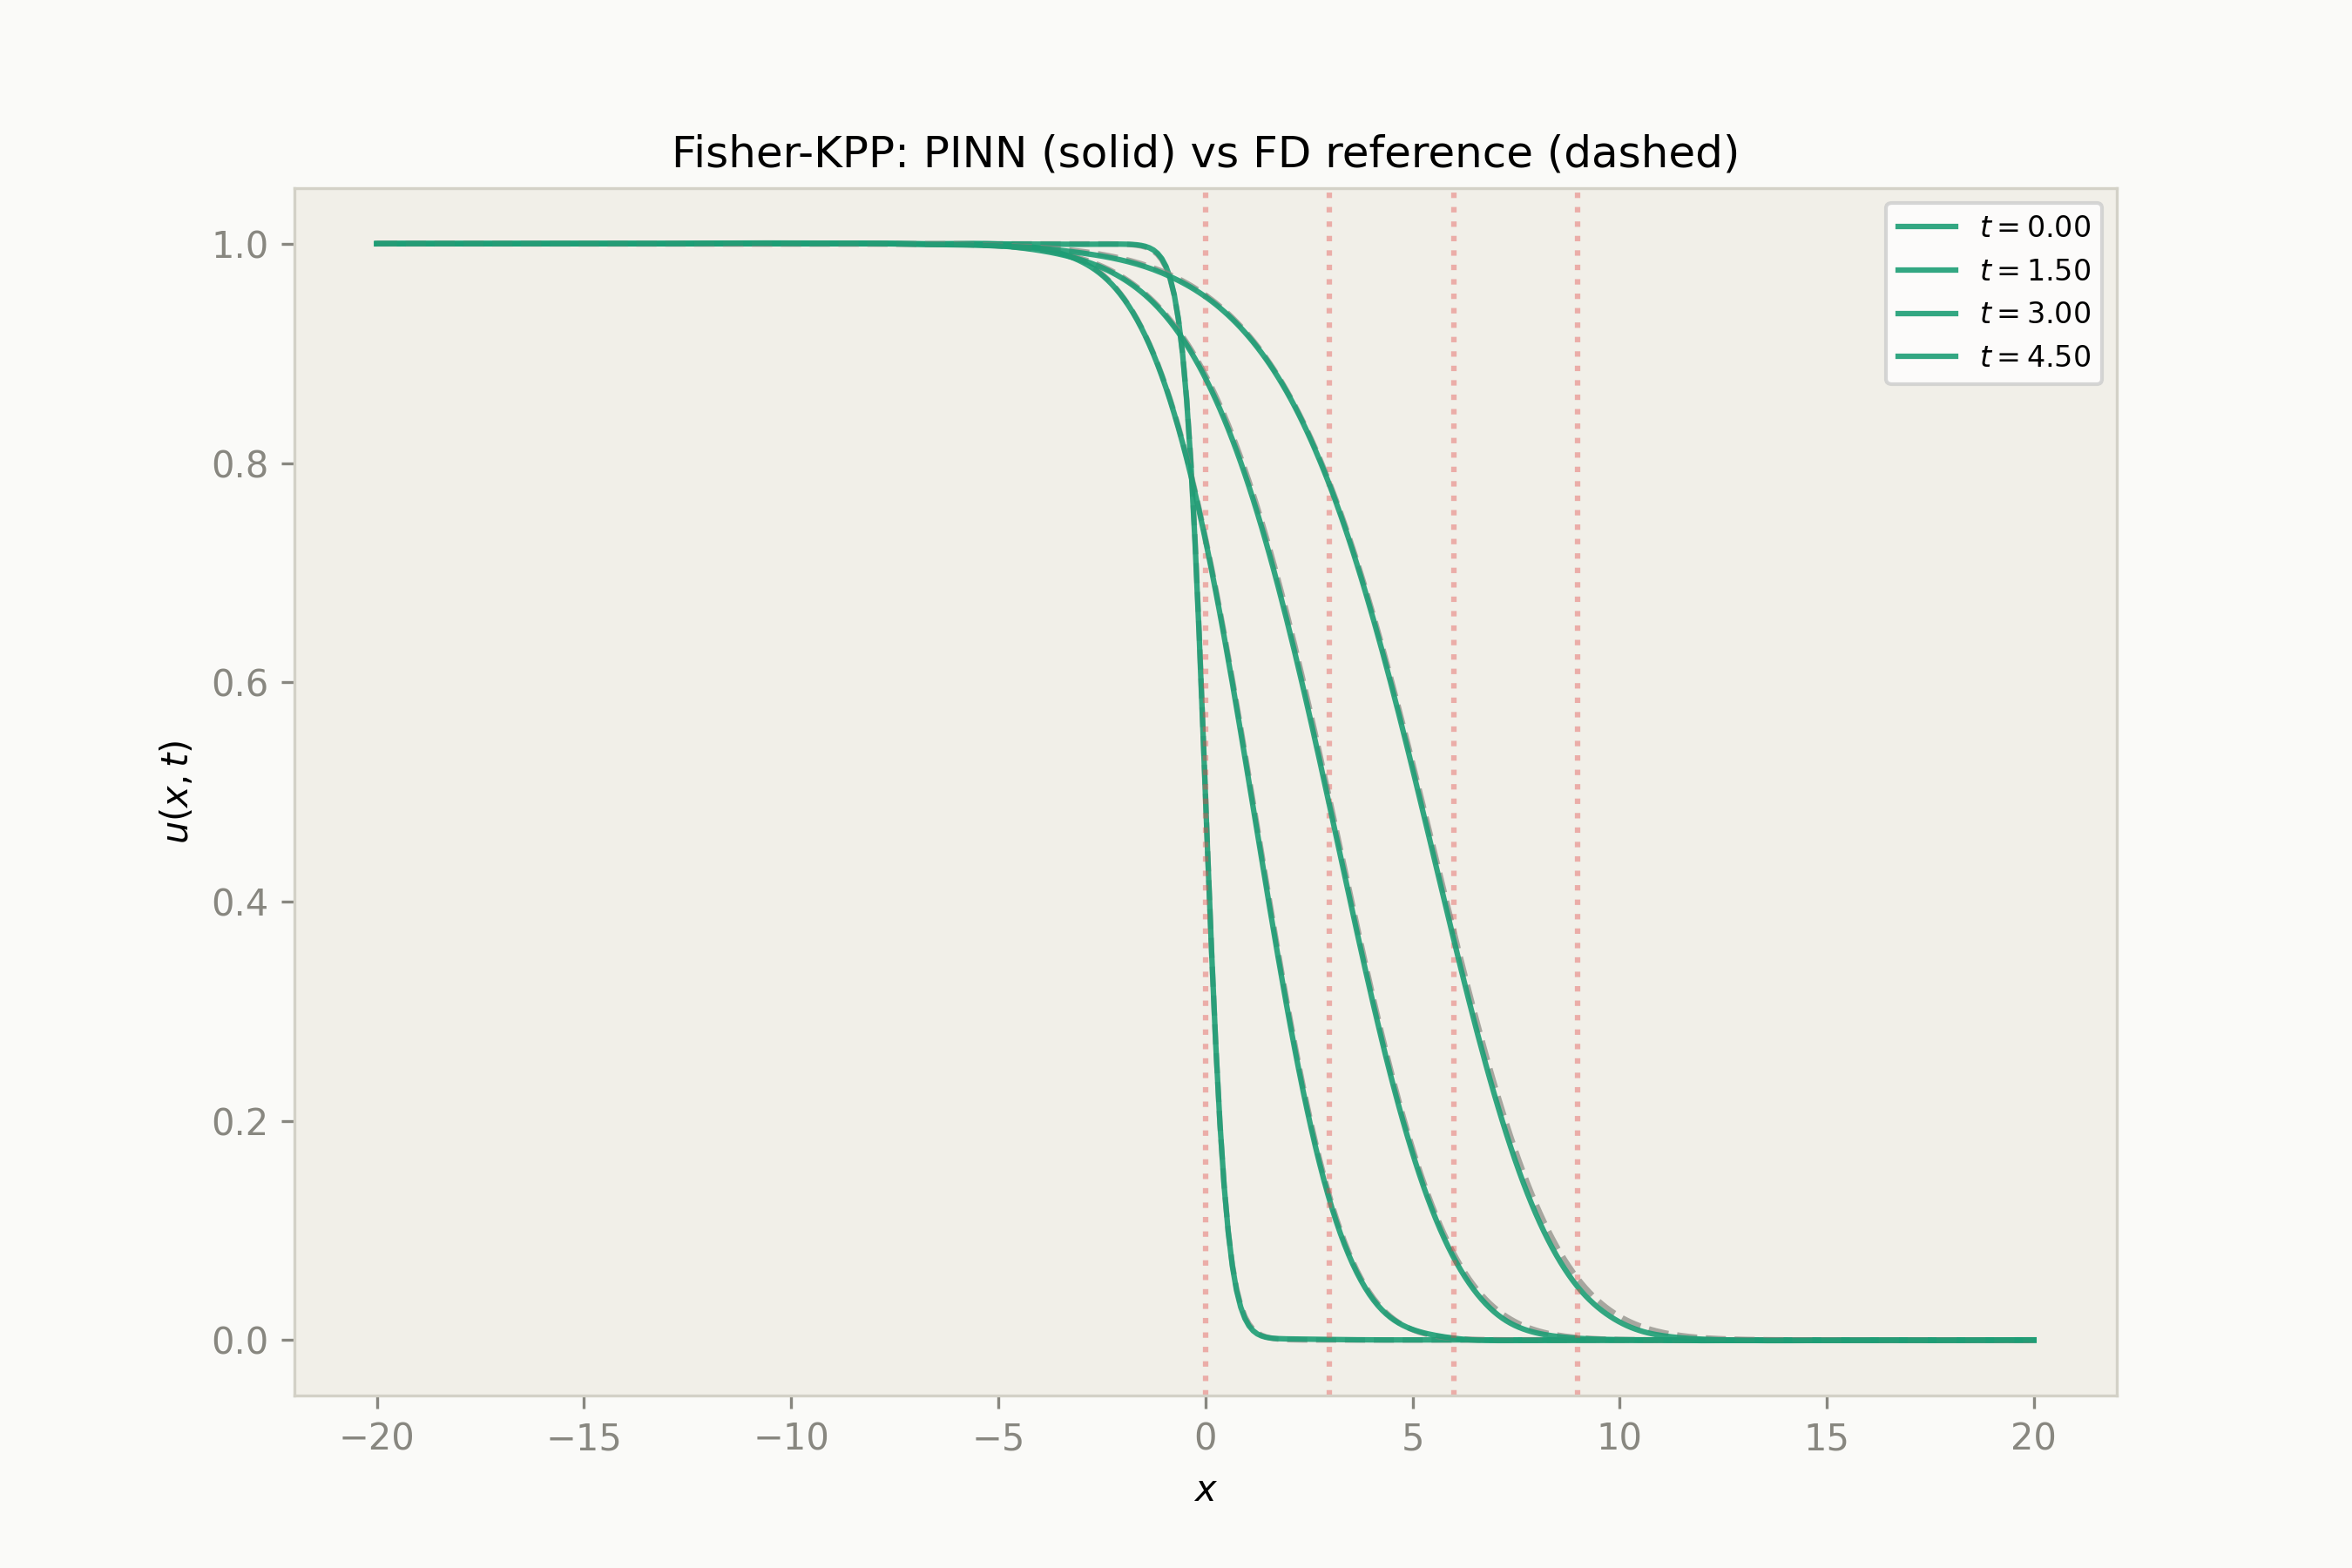 Fisher-KPP: PINN (solid) vs FD reference (dashed)
t = 0.00
t = 1.50
t = 3.00
t = 4.50
1.0
0.8
0.6
0.4
0.2
0.0
u(x, t)
−20 −15 −10 −5 0 5 10 15 20
x